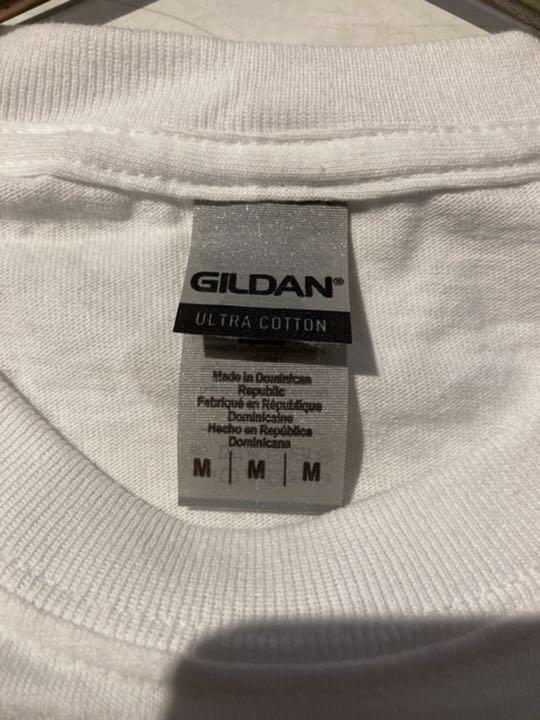 GILDAN®
ULTRA COTTON
Made in Dominican
Republic
Fabriqué en République
Dominicaine
Hecho en República
Dominicana
M | M | M